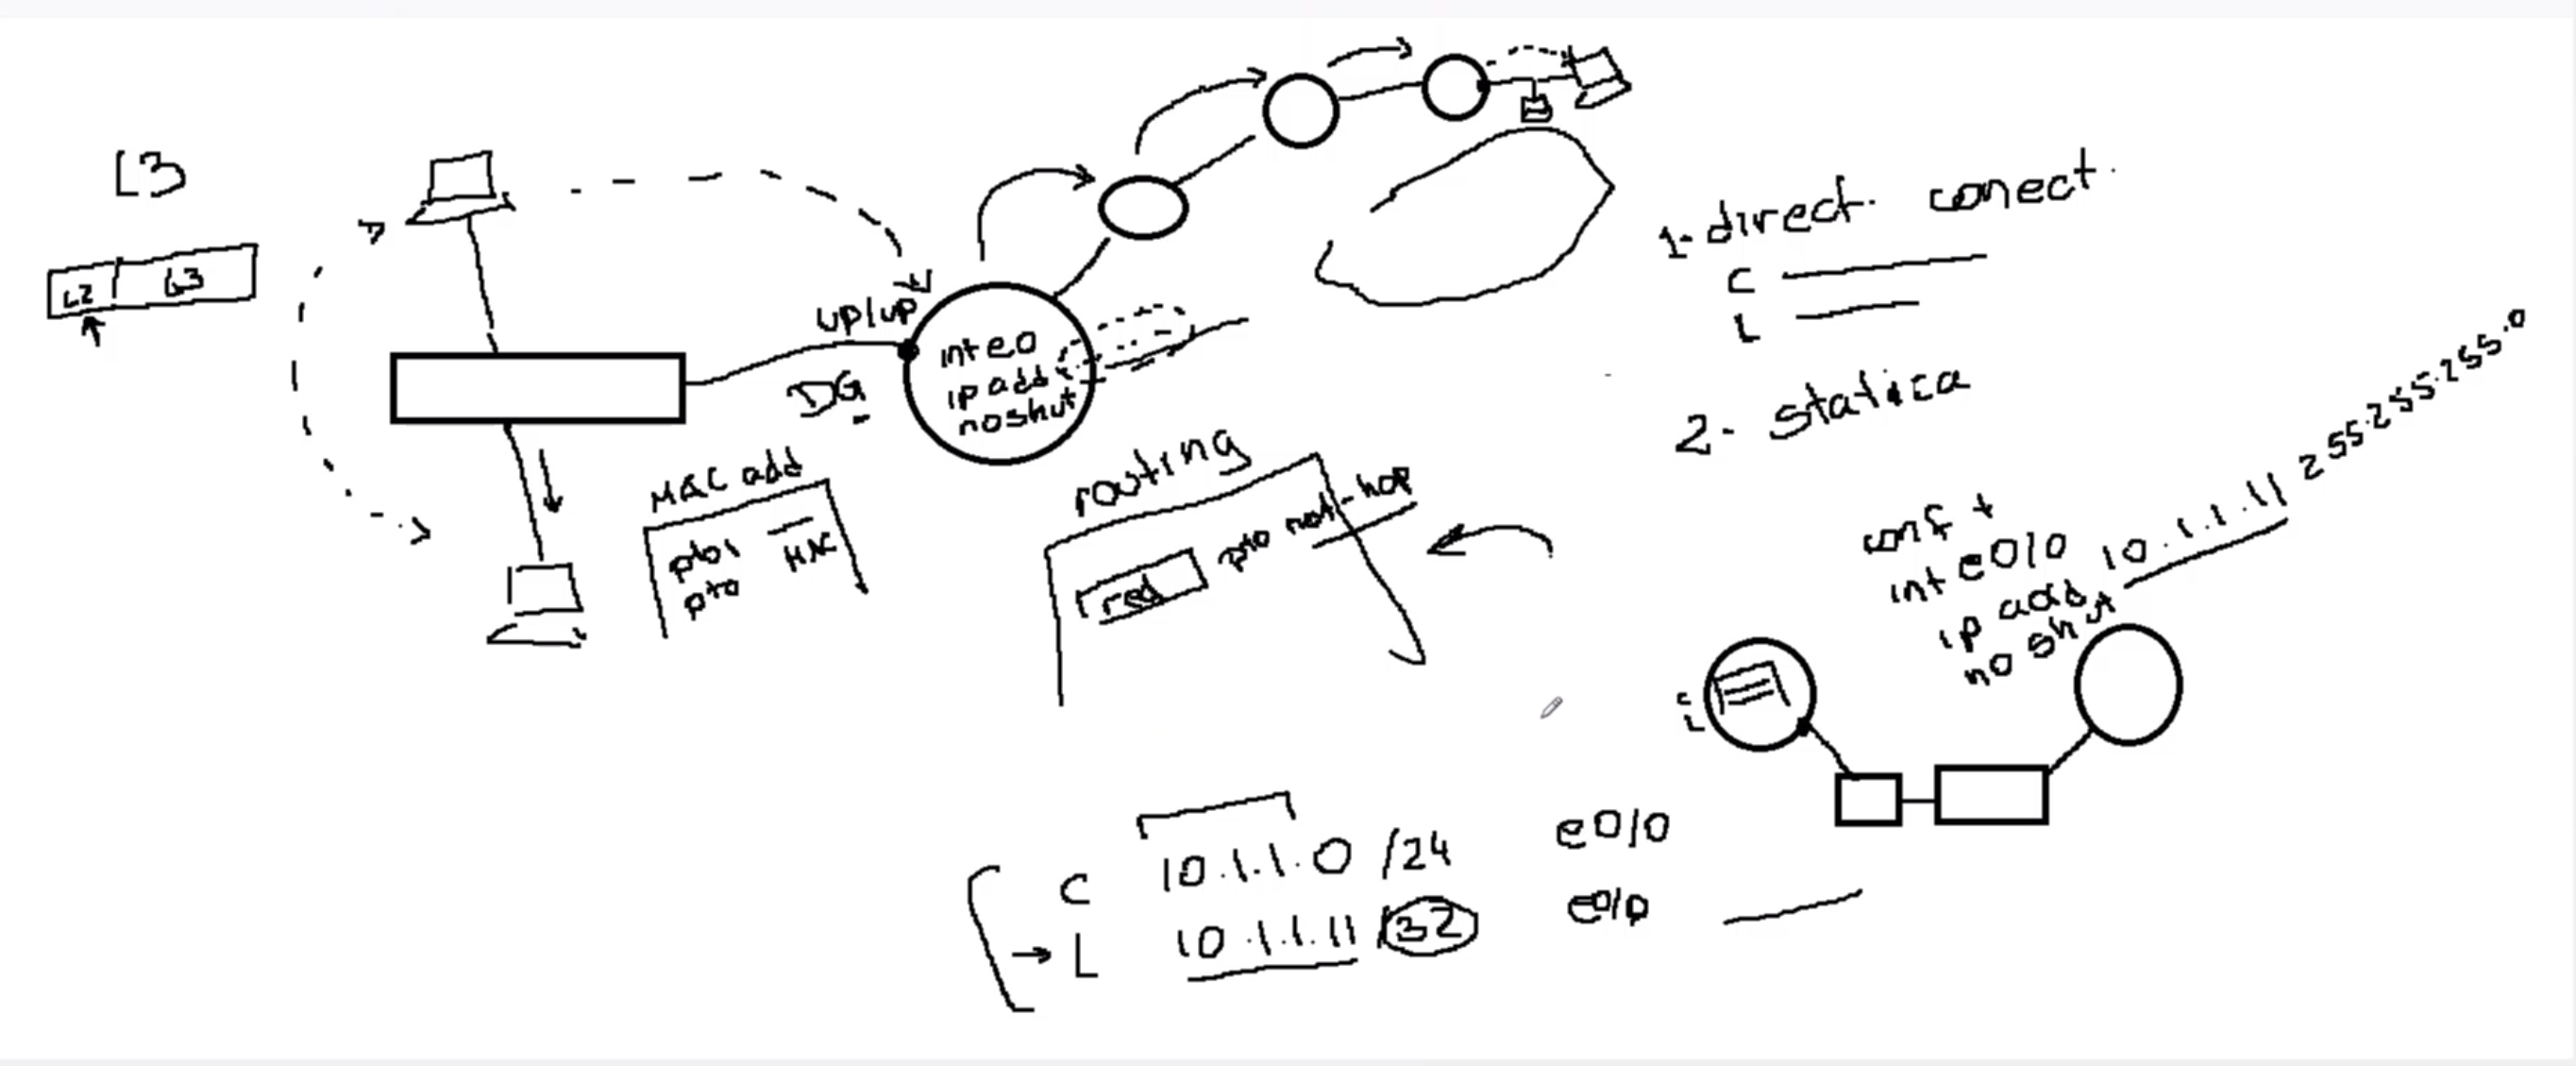 L3
L2 L3
up/up
DG
int e0
ip add
no shut
MAC add
pto1
pto
MAC
routing
red pto next-hop
1- direct. conect.
C
L
2- statica
conf t
int e0/0
ip add 10.1.1.11 255.255.255.0
no shut
C
L
C 10.1.1.0 /24 e0/0
L 10.1.1.11 /32 e0/0